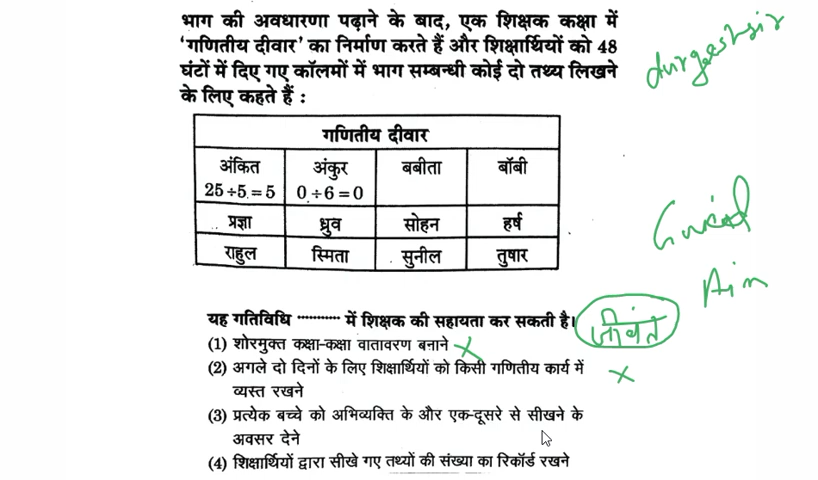 भाग की अवधारणा पढ़ाने के बाद, एक शिक्षक कक्षा में
'गणितीय दीवार' का निर्माण करते हैं और शिक्षार्थियों को 48
घंटों में दिए गए कॉलमों में भाग सम्बन्धी कोई दो तथ्य लिखने
के लिए कहते हैं :
durgeshsir
गणितीय दीवार
अंकित अंकुर बबीता बॉबी
25÷5=5 0÷6=0
प्रज्ञा ध्रुव सोहन हर्ष
राहुल स्मिता सुनील तुषार
Aim
यह गतिविधि .......... में शिक्षक की सहायता कर सकती है।
जीवंत
(1) शोरमुक्त कक्षा-कक्षा वातावरण बनाने
(2) अगले दो दिनों के लिए शिक्षार्थियों को किसी गणितीय कार्य में
व्यस्त रखने
(3) प्रत्येक बच्चे को अभिव्यक्ति के और एक-दूसरे से सीखने के
अवसर देने
(4) शिक्षार्थियों द्वारा सीखे गए तथ्यों की संख्या का रिकॉर्ड रखने